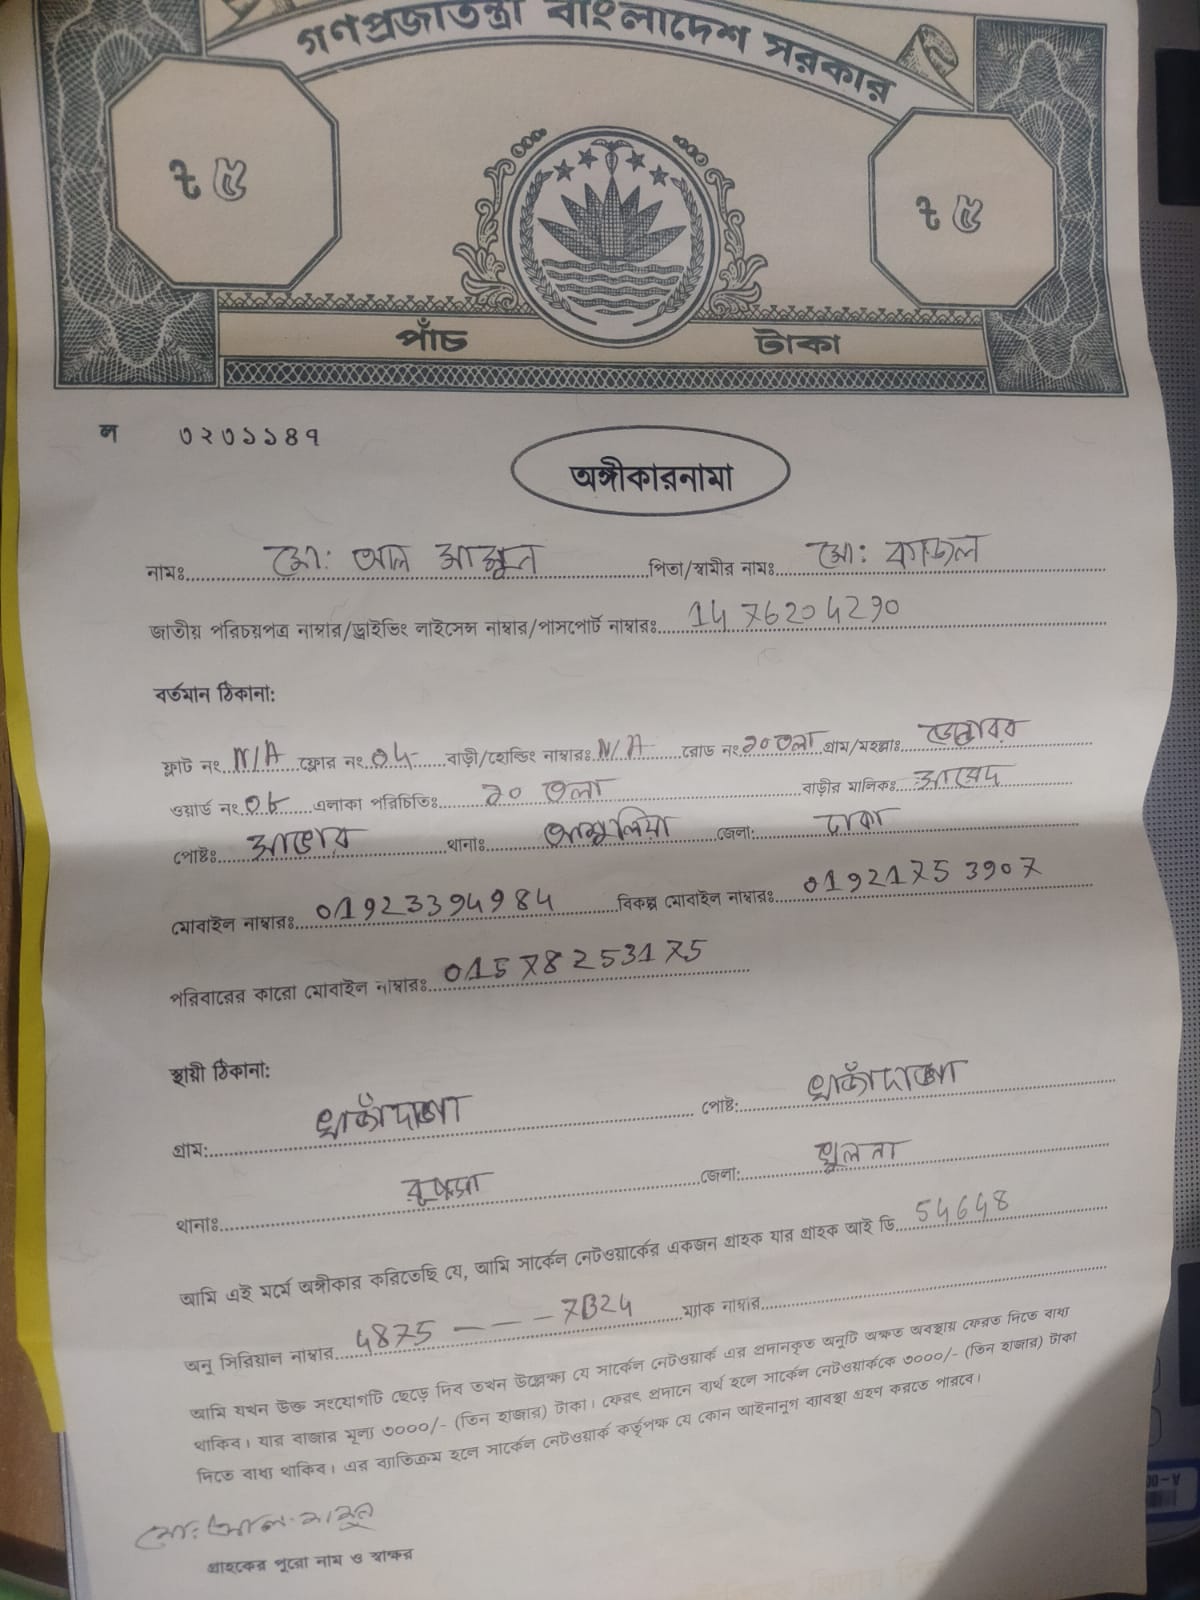 গণপ্রজাতন্ত্রী বাংলাদেশ সরকার
৳ ৫ ৳ ৫
পাঁচ টাকা
ল ৩২৩১১৪৭
অঙ্গীকারনামা
নামঃ মো: আল মামুন পিতা/স্বামীর নামঃ মো: কাজল
জাতীয় পরিচয়পত্র নাম্বার/ড্রাইভিং লাইসেন্স নাম্বার/পাসপোর্ট নাম্বারঃ 1476204290
বর্তমান ঠিকানা:
ফ্লাট নং N/A ফ্লোর নং 04 বাড়ী/হোল্ডিং নাম্বারঃ N/A রোড নং ১০ তলা গ্রাম/মহল্লাঃ
ওয়ার্ড নং 08 এলাকা পরিচিতিঃ ১০ তলা বাড়ীর মালিকঃ
পোষ্টঃ সাভার থানাঃ আশুলিয়া জেলা: ঢাকা
মোবাইল নাম্বারঃ 01923394984 বিকল্প মোবাইল নাম্বারঃ 01921753907
পরিবারের কারো মোবাইল নাম্বারঃ 01578253175
স্থায়ী ঠিকানা:
গ্রাম: পোষ্ট:
থানাঃ রূপসা জেলা: খুলনা
আমি এই মর্মে অঙ্গীকার করিতেছি যে, আমি সার্কেল নেটওয়ার্কের একজন গ্রাহক যার গ্রাহক আই ডি 54648
অনু সিরিয়াল নাম্বার 4875 - - - 7B24 ম্যাক নাম্বার
আমি যখন উক্ত সংযোগটি ছেড়ে দিব তখন উল্লেক্ষ্য যে সার্কেল নেটওয়ার্ক এর প্রদানকৃত অনুটি অক্ষত অবস্থায় ফেরত দিতে বাধ্য
থাকিব। যার বাজার মূল্য ৩০০০/- (তিন হাজার) টাকা। ফেরৎ প্রদানে ব্যর্থ হলে সার্কেল নেটওয়ার্ককে ৩০০০/- (তিন হাজার) টাকা
দিতে বাধ্য থাকিব। এর ব্যাতিক্রম হলে সার্কেল নেটওয়ার্ক কর্তৃপক্ষ যে কোন আইনানুগ ব্যাবস্থা গ্রহণ করতে পারবে।
মো: আল-মামুন
গ্রাহকের পুরো নাম ও স্বাক্ষর